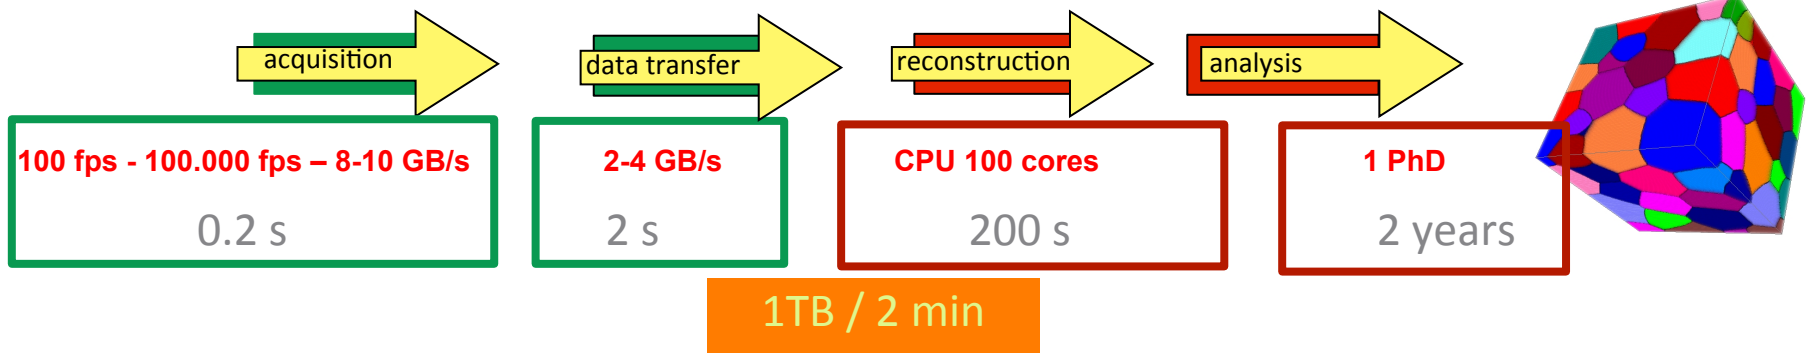 acquisition
data transfer
reconstruction
analysis
100 fps - 100.000 fps – 8-10 GB/s
0.2 s
2-4 GB/s
2 s
CPU 100 cores
200 s
1 PhD
2 years
1TB / 2 min